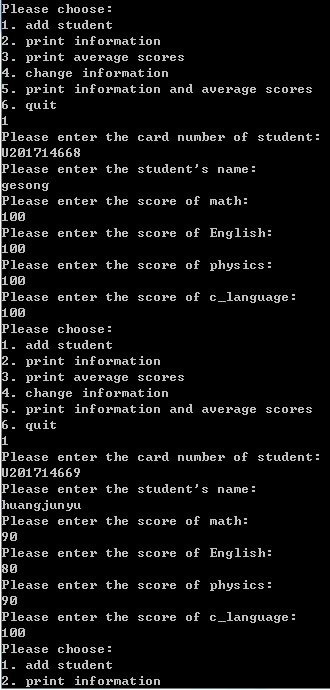 Please choose:
1. add student
2. print information
3. print average scores
4. change information
5. print information and average scores
6. quit
1
Please enter the card number of student:
U201714668
Please enter the student's name:
gesong
Please enter the score of math:
100
Please enter the score of English:
100
Please enter the score of physics:
100
Please enter the score of c_language:
100
Please choose:
1. add student
2. print information
3. print average scores
4. change information
5. print information and average scores
6. quit
1
Please enter the card number of student:
U201714669
Please enter the student's name:
huangjunyu
Please enter the score of math:
90
Please enter the score of English:
80
Please enter the score of physics:
90
Please enter the score of c_language:
100
Please choose:
1. add student
2. print information